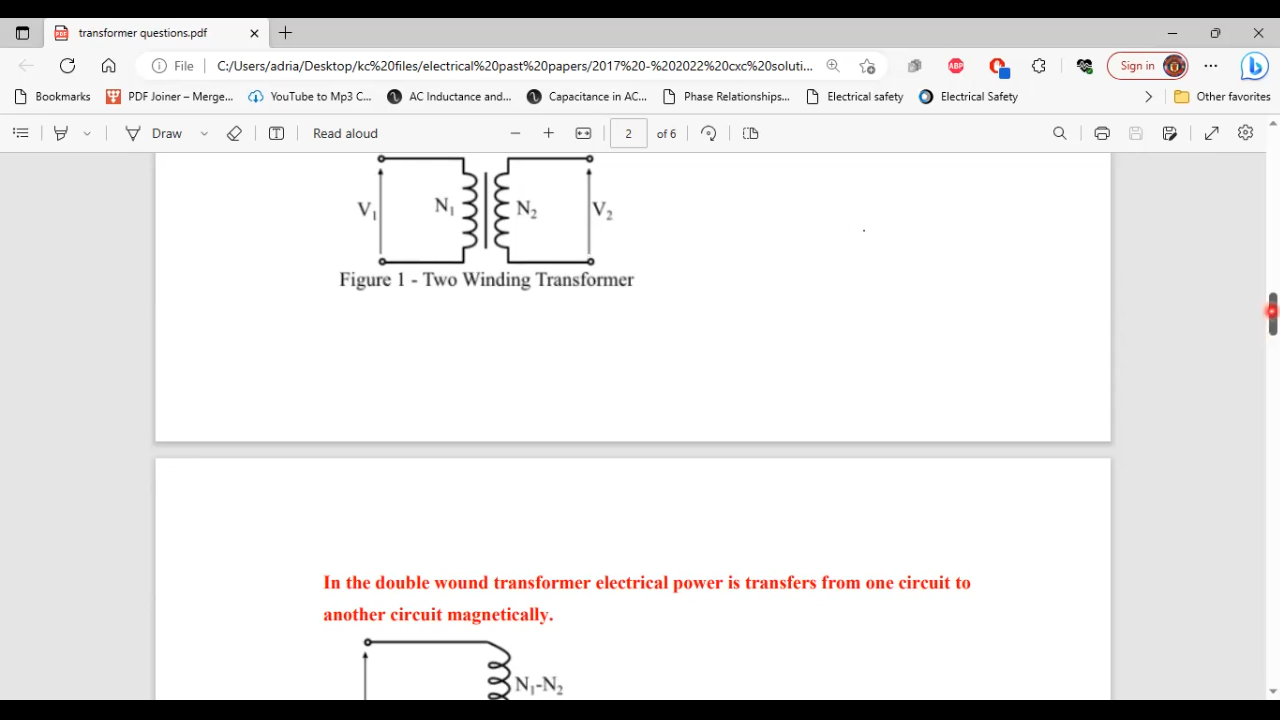 transformer questions.pdf
File C:/Users/adria/Desktop/kc%20files/electrical%20past%20papers/2017%20-%202022%20cxc%20soluti... Sign in
Bookmarks PDF Joiner – Merge... YouTube to Mp3 C... AC Inductance and... Capacitance in AC... Phase Relationships... Electrical safety Electrical Safety Other favorites
Draw Read aloud 2 of 6
V1 N1 N2 V2
Figure 1 - Two Winding Transformer
In the double wound transformer electrical power is transfers from one circuit to
another circuit magnetically.
N1-N2